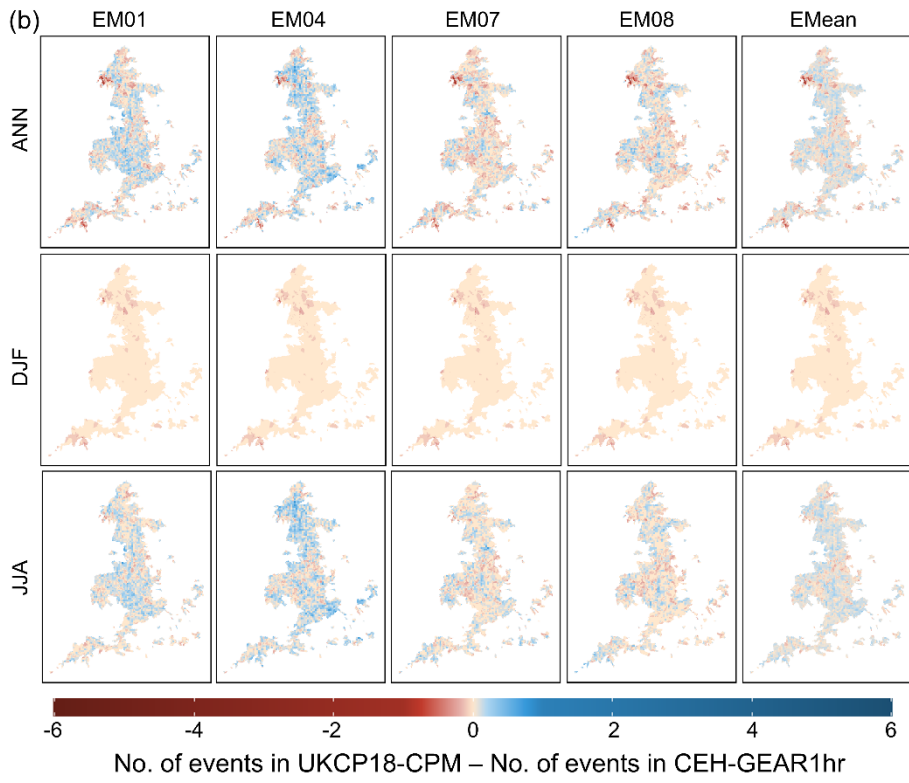 (b)
EM01 EM04 EM07 EM08 EMean
ANN
DJF
JJA
-6 -4 -2 0 2 4 6
No. of events in UKCP18-CPM – No. of events in CEH-GEAR1hr